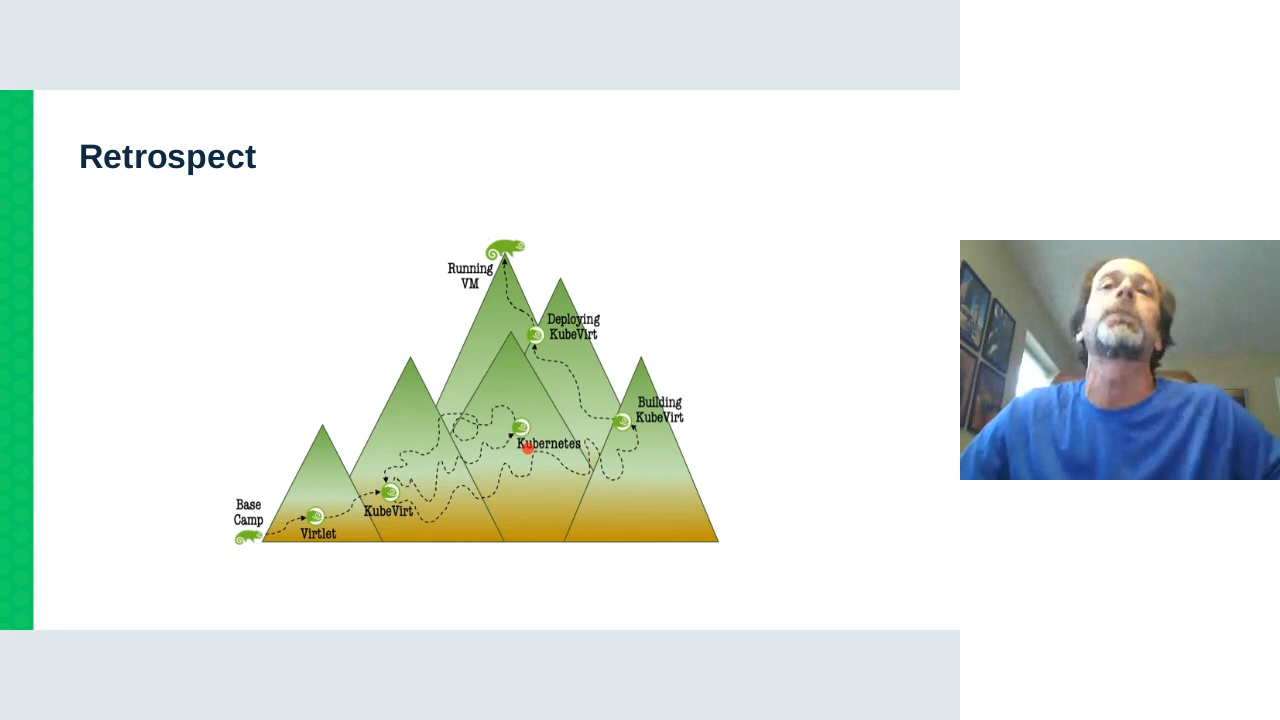 Retrospect
Running
VM
Deploying
KubeVirt
Building
KubeVirt
Kubernetes
KubeVirt
Base
Camp
Virtlet